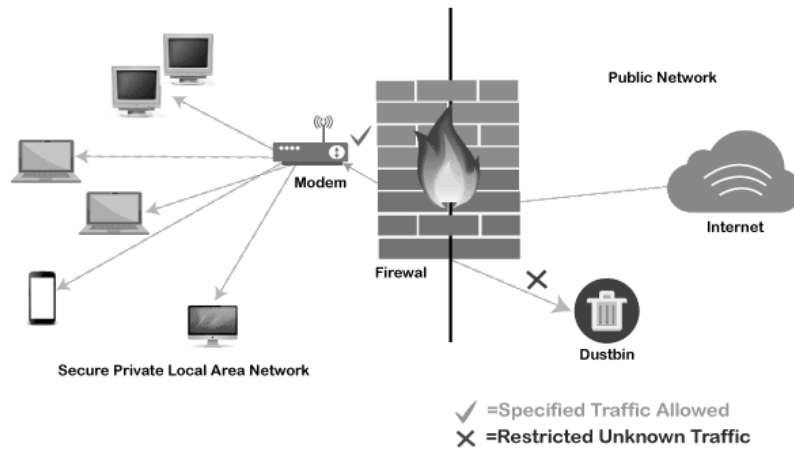 Public Network
Modem
Internet
Firewal
Dustbin
Secure Private Local Area Network
=Specified Traffic Allowed
=Restricted Unknown Traffic